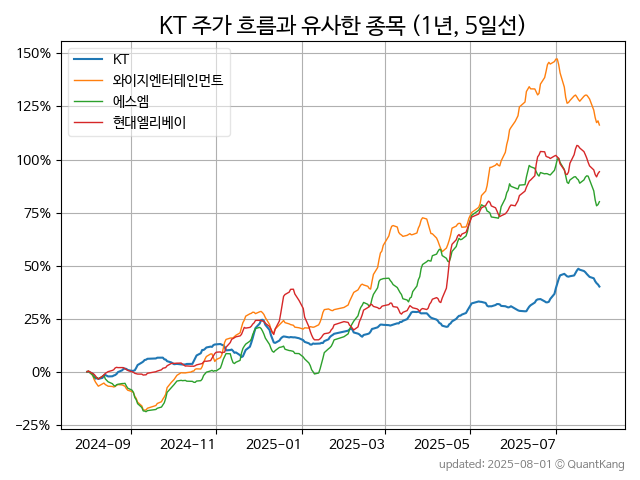 KT 주가 흐름과 유사한 종목 (1년, 5일선)
KT
와이지엔터테인먼트
에스엠
현대엘리베이
150%
125%
100%
75%
50%
25%
0%
−25%
2024-09
2024-11
2025-01
2025-03
2025-05
2025-07
updated: 2025-08-01 © QuantKang